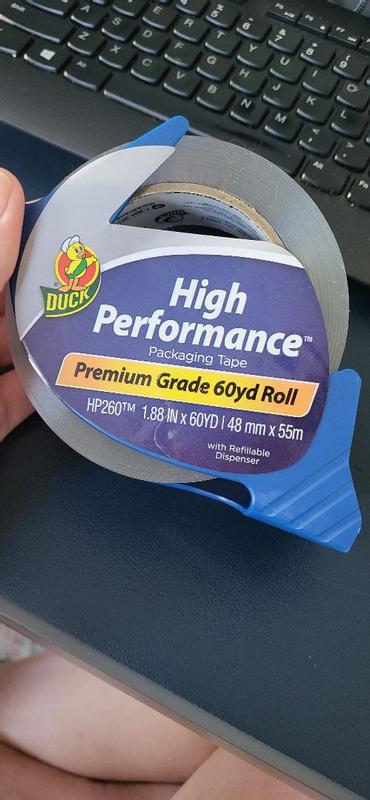 DUCK
High
Performance™
Packaging Tape
Premium Grade 60yd Roll
HP260™ 1.88 IN x 60YD | 48 mm x 55m
with Refillable
Dispenser